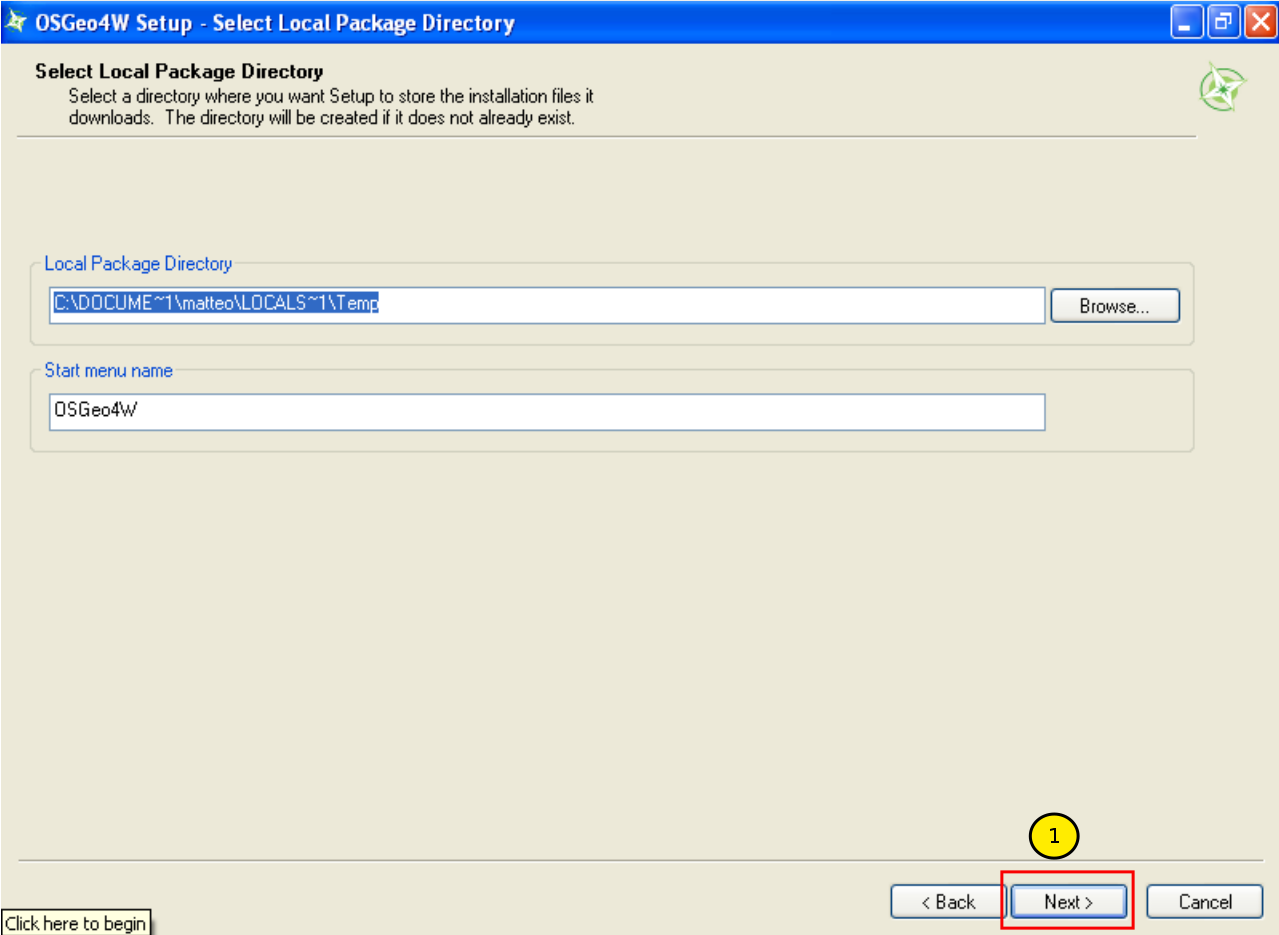 OSGeo4W Setup - Select Local Package Directory
Select Local Package Directory
Select a directory where you want Setup to store the installation files it
downloads. The directory will be created if it does not already exist.
Local Package Directory
C:\DOCUME~1\matteo\LOCALS~1\Temp
Browse...
Start menu name
OSGeo4W
1
< Back
Next >
Cancel
Click here to begin